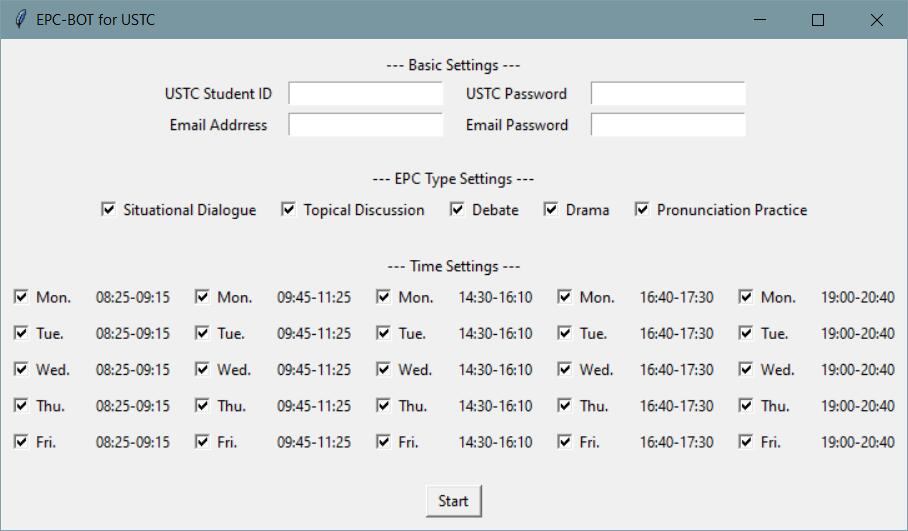 EPC-BOT for USTC
--- Basic Settings ---
USTC Student ID USTC Password
Email Addrress Email Password
--- EPC Type Settings ---
Situational Dialogue Topical Discussion Debate Drama Pronunciation Practice
--- Time Settings ---
Mon. 08:25-09:15 Mon. 09:45-11:25 Mon. 14:30-16:10 Mon. 16:40-17:30 Mon. 19:00-20:40
Tue. 08:25-09:15 Tue. 09:45-11:25 Tue. 14:30-16:10 Tue. 16:40-17:30 Tue. 19:00-20:40
Wed. 08:25-09:15 Wed. 09:45-11:25 Wed. 14:30-16:10 Wed. 16:40-17:30 Wed. 19:00-20:40
Thu. 08:25-09:15 Thu. 09:45-11:25 Thu. 14:30-16:10 Thu. 16:40-17:30 Thu. 19:00-20:40
Fri. 08:25-09:15 Fri. 09:45-11:25 Fri. 14:30-16:10 Fri. 16:40-17:30 Fri. 19:00-20:40
Start